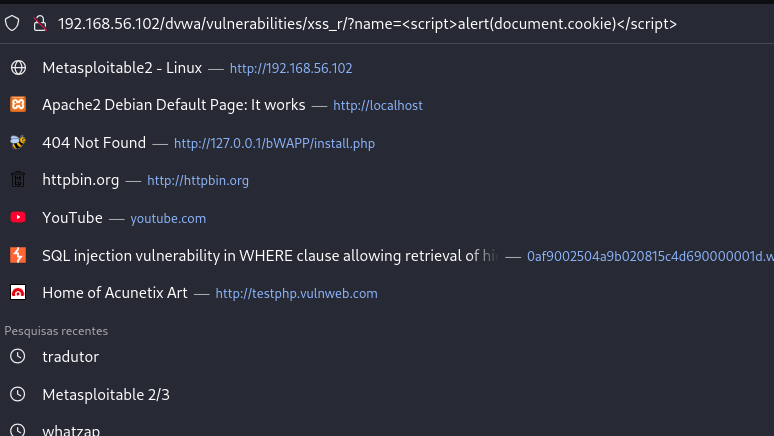 192.168.56.102/dvwa/vulnerabilities/xss_r/?name=<script>alert(document.cookie)</script>
Metasploitable2 - Linux — http://192.168.56.102
Apache2 Debian Default Page: It works — http://localhost
404 Not Found — http://127.0.0.1/bWAPP/install.php
httpbin.org — http://httpbin.org
YouTube — youtube.com
SQL injection vulnerability in WHERE clause allowing retrieval of — 0af9002504a9b020815c4d690000001d.w
Home of Acunetix Art — http://testphp.vulnweb.com
Pesquisas recentes
tradutor
Metasploitable 2/3
whatzap